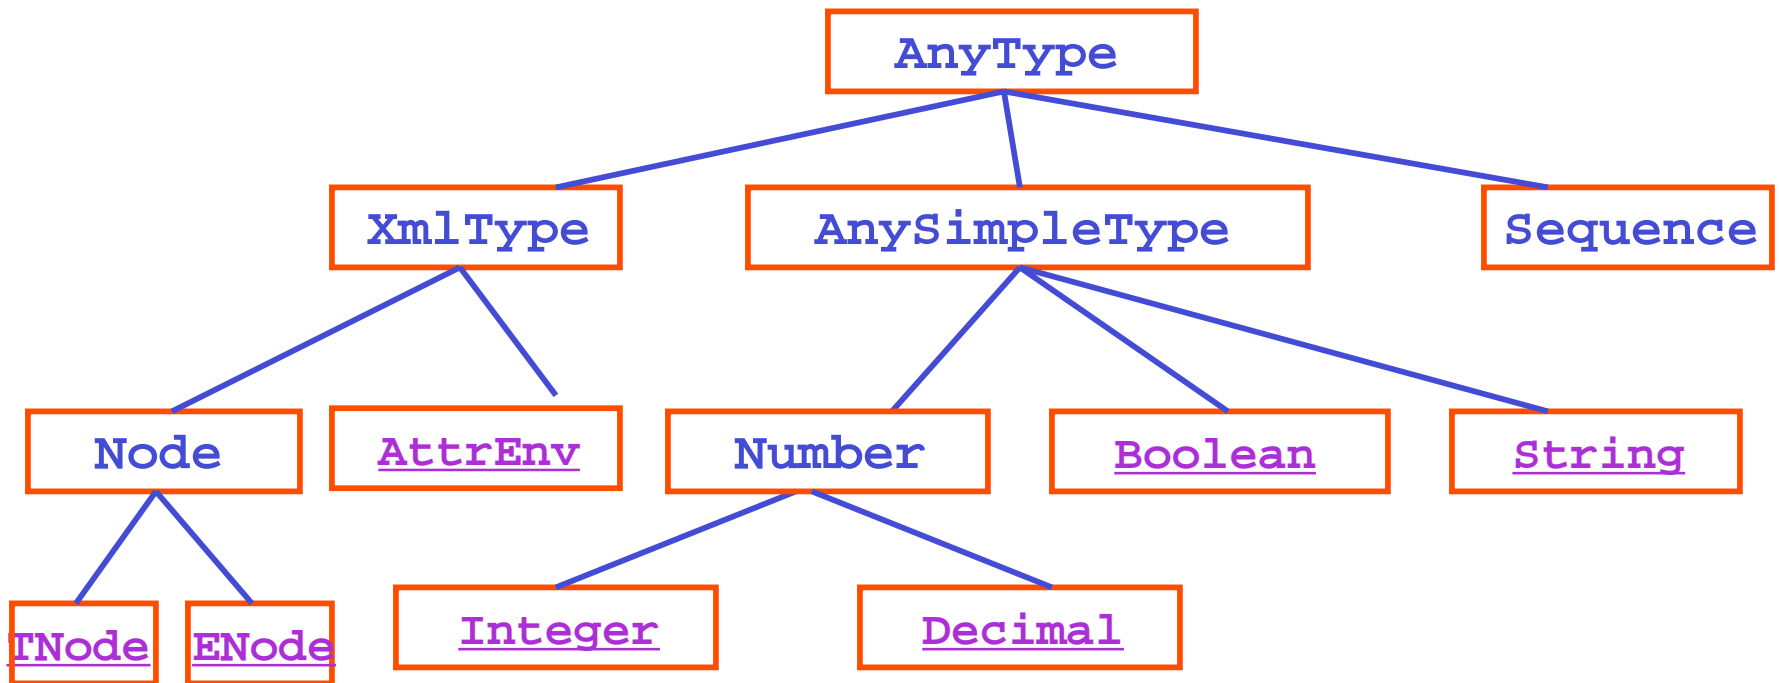 AnyType
XmlType
AnySimpleType
Sequence
Node
AttrEnv
Number
Boolean
String
TNode
ENode
Integer
Decimal